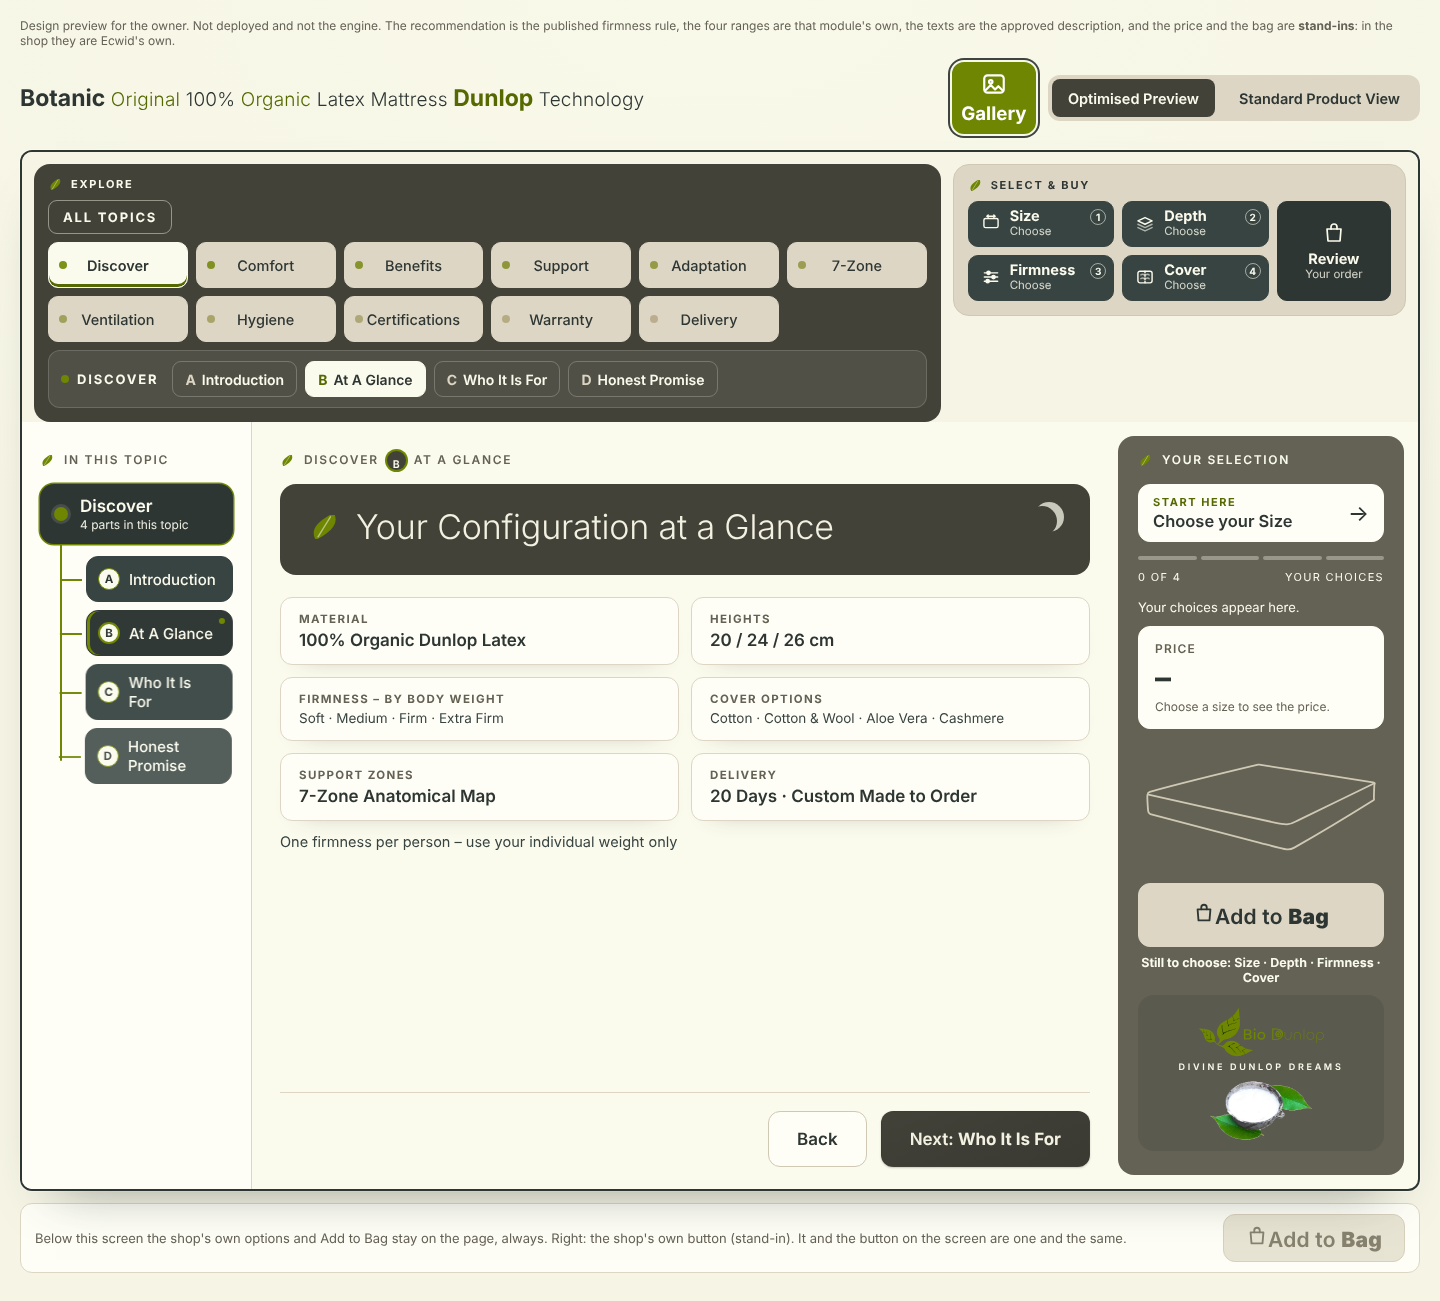 Design preview for the owner. Not deployed and not the engine. The recommendation is the published firmness rule, the four ranges are that module's own, the texts are the approved description, and the price and the bag are stand-ins: in the
shop they are Ecwid's own.
Botanic Original 100% Organic Latex Mattress Dunlop Technology
Gallery
Optimised Preview
Standard Product View
EXPLORE
ALL TOPICS
Discover
Comfort
Benefits
Support
Adaptation
7-Zone
Ventilation
Hygiene
Certifications
Warranty
Delivery
DISCOVER
A Introduction
B At A Glance
C Who It Is For
D Honest Promise
SELECT & BUY
Size
Choose
1
Depth
Choose
2
Firmness
Choose
3
Cover
Choose
4
Review
Your order
IN THIS TOPIC
Discover
4 parts in this topic
A Introduction
B At A Glance
C Who It Is
For
D Honest
Promise
DISCOVER B AT A GLANCE
Your Configuration at a Glance
MATERIAL
100% Organic Dunlop Latex
HEIGHTS
20 / 24 / 26 cm
FIRMNESS – BY BODY WEIGHT
Soft · Medium · Firm · Extra Firm
COVER OPTIONS
Cotton · Cotton & Wool · Aloe Vera · Cashmere
SUPPORT ZONES
7-Zone Anatomical Map
DELIVERY
20 Days · Custom Made to Order
One firmness per person – use your individual weight only
Back
Next: Who It Is For
YOUR SELECTION
START HERE
Choose your Size
0 OF 4
YOUR CHOICES
Your choices appear here.
PRICE
–
Choose a size to see the price.
Add to Bag
Still to choose: Size · Depth · Firmness ·
Cover
Bio Dunlop
DIVINE DUNLOP DREAMS
Below this screen the shop's own options and Add to Bag stay on the page, always. Right: the shop's own button (stand-in). It and the button on the screen are one and the same.
Add to Bag